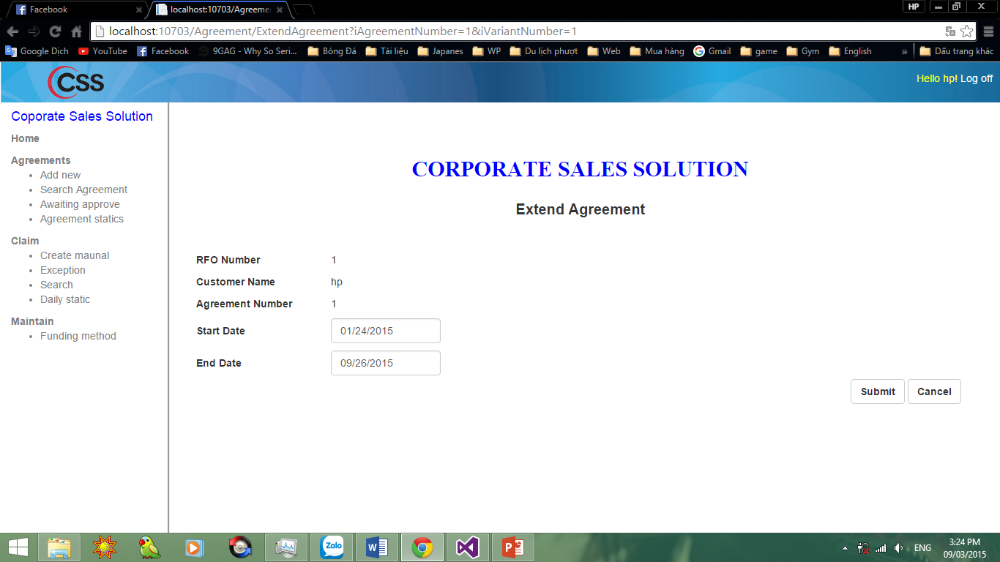 Facebook
localhost:10703/Agreeme
HP
localhost:10703/Agreement/ExtendAgreement?iAgreementNumber=1&iVariantNumber=1
Google Dịch YouTube Facebook 9GAG - Why So Seri... Bóng Đá Tài liệu Japanes WP Du lịch phượt Web Mua hàng Gmail game Gym English » Dấu trang khác
CSS
Hello hp! Log off
Coporate Sales Solution
Home
Agreements
Add new
Search Agreement
Awaiting approve
Agreement statics
Claim
Create maunal
Exception
Search
Daily static
Maintain
Funding method
CORPORATE SALES SOLUTION
Extend Agreement
RFO Number 1
Customer Name hp
Agreement Number 1
Start Date 01/24/2015
End Date 09/26/2015
Submit Cancel
Zalo
ENG
3:24 PM
09/03/2015